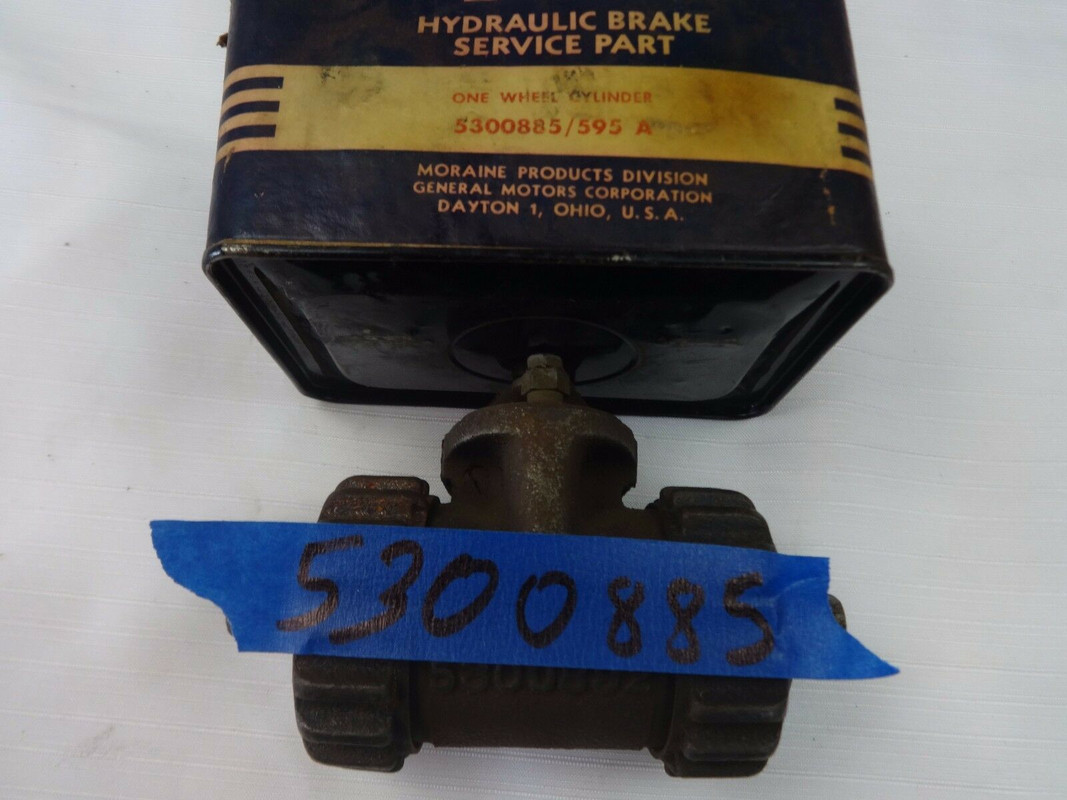 HYDRAULIC BRAKE
SERVICE PART
ONE WHEEL CYLINDER
5300885/595 A
MORAINE PRODUCTS DIVISION
GENERAL MOTORS CORPORATION
DAYTON 1, OHIO, U.S.A.
5300885